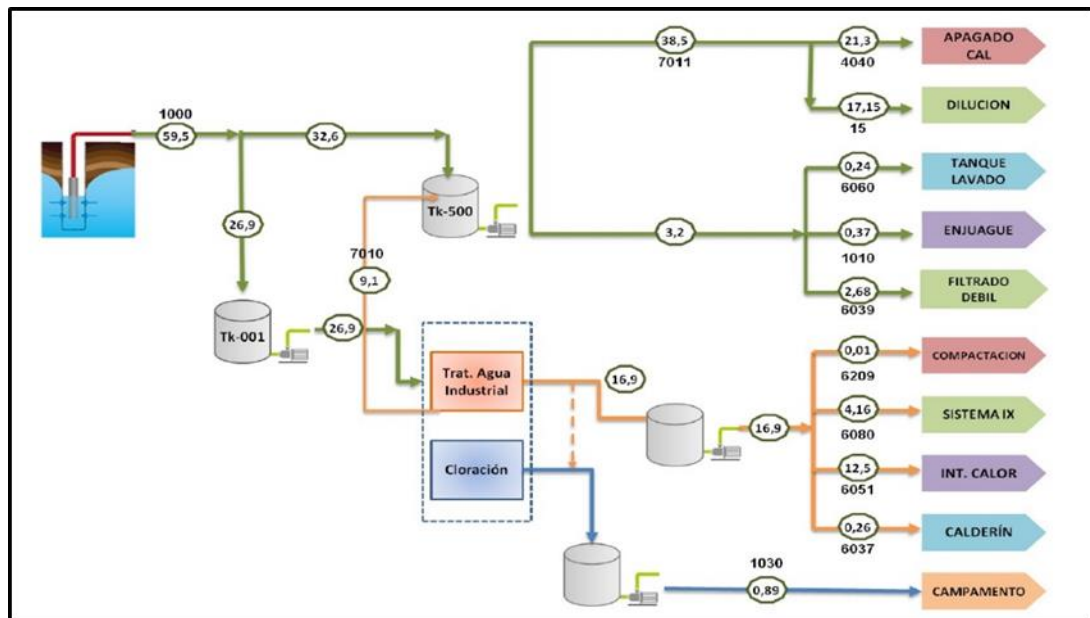 38,5
7011
21,3
4040
APAGADO
CAL
17,15
15
DILUCION
1000
59,5
32,6
Tk-500
26,9
0,24
6060
TANQUE
LAVADO
3,2
0,37
1010
ENJUAGUE
2,68
6039
FILTRADO
DEBIL
7010
9,1
Tk-001
26,9
Trat. Agua
Industrial
16,9
16,9
0,01
6209
COMPACTACION
4,16
6080
SISTEMA IX
Cloración
12,5
6051
INT. CALOR
0,26
6037
CALDERÍN
1030
0,89
CAMPAMENTO